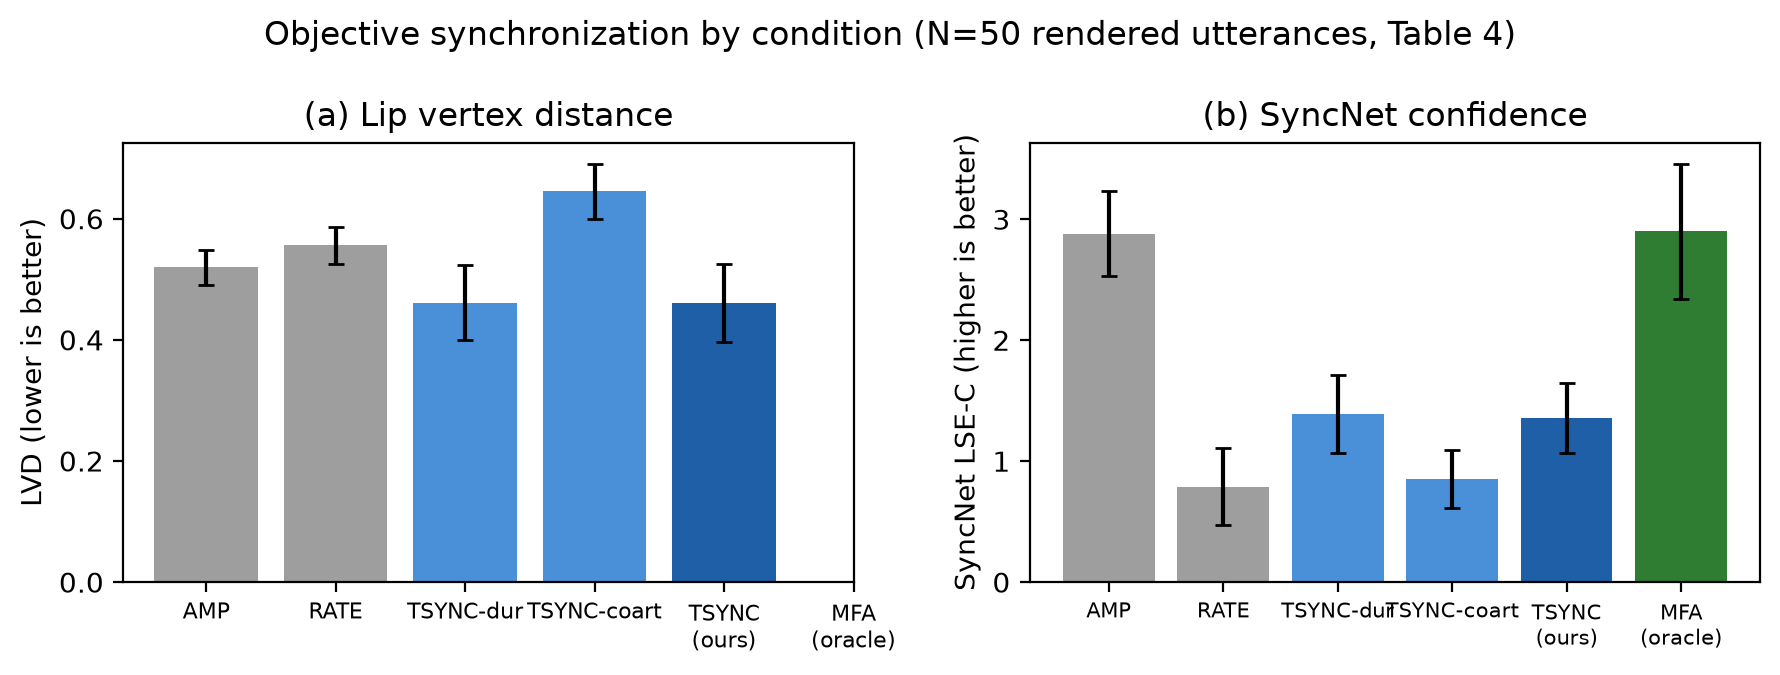 Objective synchronization by condition (N=50 rendered utterances, Table 4)
(a) Lip vertex distance
LVD (lower is better)
0.6
0.4
0.2
0.0
AMP
RATE
TSYNC-dur
TSYNC-coart
TSYNC
(ours)
MFA
(oracle)
(b) SyncNet confidence
SyncNet LSE-C (higher is better)
3
2
1
0
AMP
RATE
TSYNC-dur
TSYNC-coart
TSYNC
(ours)
MFA
(oracle)